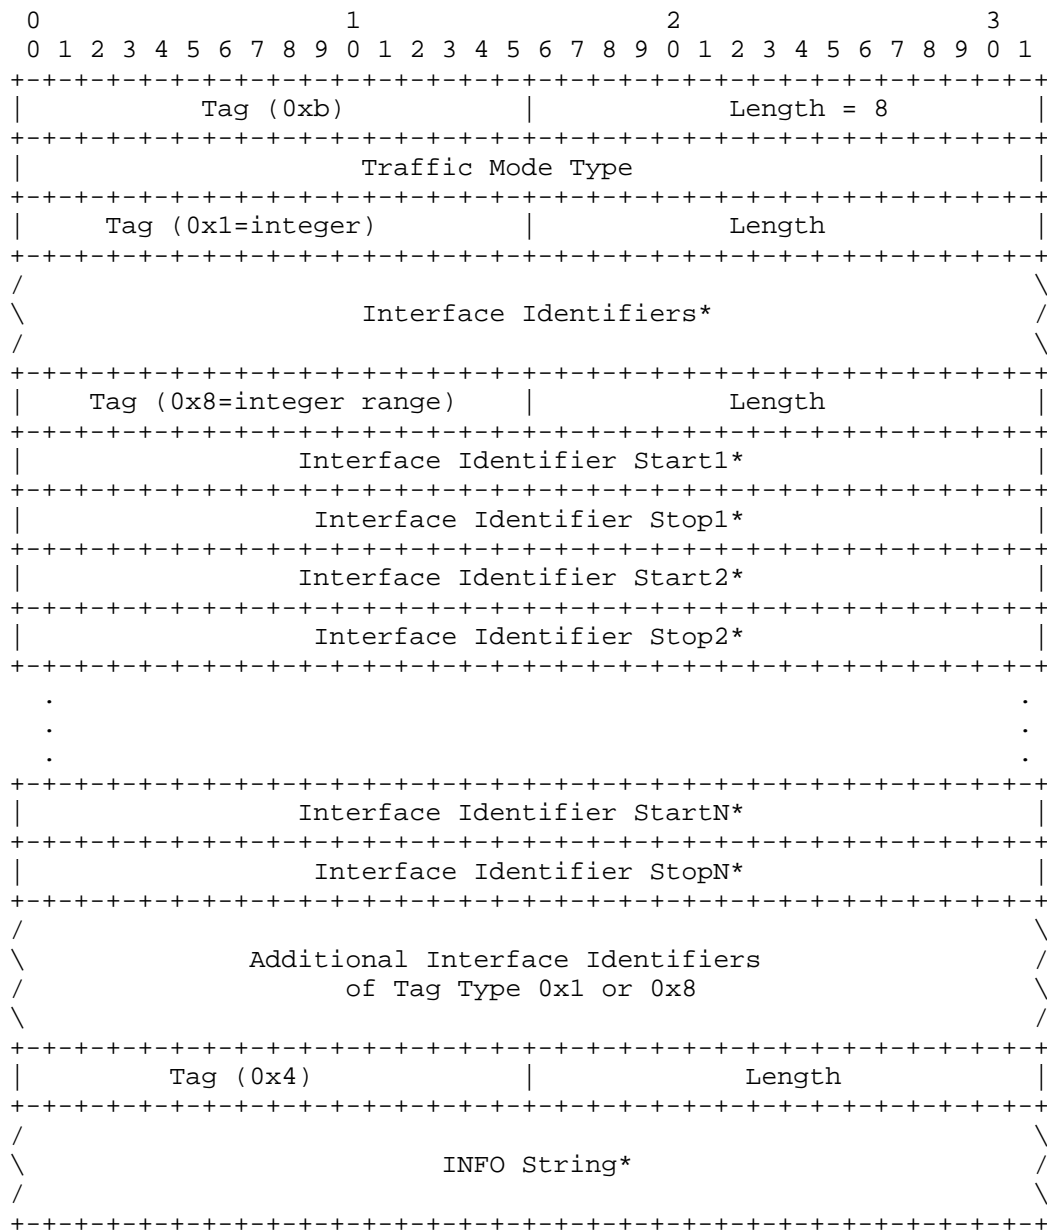 0                   1                   2                   3
 0 1 2 3 4 5 6 7 8 9 0 1 2 3 4 5 6 7 8 9 0 1 2 3 4 5 6 7 8 9 0 1
+-+-+-+-+-+-+-+-+-+-+-+-+-+-+-+-+-+-+-+-+-+-+-+-+-+-+-+-+-+-+-+-+
|           Tag (0xb)           |            Length = 8         |
+-+-+-+-+-+-+-+-+-+-+-+-+-+-+-+-+-+-+-+-+-+-+-+-+-+-+-+-+-+-+-+-+
|                     Traffic Mode Type                         |
+-+-+-+-+-+-+-+-+-+-+-+-+-+-+-+-+-+-+-+-+-+-+-+-+-+-+-+-+-+-+-+-+
|     Tag (0x1=integer)         |            Length             |
+-+-+-+-+-+-+-+-+-+-+-+-+-+-+-+-+-+-+-+-+-+-+-+-+-+-+-+-+-+-+-+-+
/                                                               \
\                     Interface Identifiers*                    /
/                                                               \
+-+-+-+-+-+-+-+-+-+-+-+-+-+-+-+-+-+-+-+-+-+-+-+-+-+-+-+-+-+-+-+-+
|    Tag (0x8=integer range)    |            Length             |
+-+-+-+-+-+-+-+-+-+-+-+-+-+-+-+-+-+-+-+-+-+-+-+-+-+-+-+-+-+-+-+-+
|                 Interface Identifier Start1*                  |
+-+-+-+-+-+-+-+-+-+-+-+-+-+-+-+-+-+-+-+-+-+-+-+-+-+-+-+-+-+-+-+-+
|                  Interface Identifier Stop1*                  |
+-+-+-+-+-+-+-+-+-+-+-+-+-+-+-+-+-+-+-+-+-+-+-+-+-+-+-+-+-+-+-+-+
|                 Interface Identifier Start2*                  |
+-+-+-+-+-+-+-+-+-+-+-+-+-+-+-+-+-+-+-+-+-+-+-+-+-+-+-+-+-+-+-+-+
|                  Interface Identifier Stop2*                  |
+-+-+-+-+-+-+-+-+-+-+-+-+-+-+-+-+-+-+-+-+-+-+-+-+-+-+-+-+-+-+-+-+
  .                                                            .
  .                                                            .
  .                                                            .
+-+-+-+-+-+-+-+-+-+-+-+-+-+-+-+-+-+-+-+-+-+-+-+-+-+-+-+-+-+-+-+-+
|                 Interface Identifier StartN*                  |
+-+-+-+-+-+-+-+-+-+-+-+-+-+-+-+-+-+-+-+-+-+-+-+-+-+-+-+-+-+-+-+-+
|                  Interface Identifier StopN*                  |
+-+-+-+-+-+-+-+-+-+-+-+-+-+-+-+-+-+-+-+-+-+-+-+-+-+-+-+-+-+-+-+-+
/                                                               \
\              Additional Interface Identifiers                 /
/                    of Tag Type 0x1 or 0x8                     \
\                                                               /
+-+-+-+-+-+-+-+-+-+-+-+-+-+-+-+-+-+-+-+-+-+-+-+-+-+-+-+-+-+-+-+-+
|         Tag (0x4)             |             Length            |
+-+-+-+-+-+-+-+-+-+-+-+-+-+-+-+-+-+-+-+-+-+-+-+-+-+-+-+-+-+-+-+-+
/                                                               \
\                          INFO String*                         /
/                                                               \
+-+-+-+-+-+-+-+-+-+-+-+-+-+-+-+-+-+-+-+-+-+-+-+-+-+-+-+-+-+-+-+-+